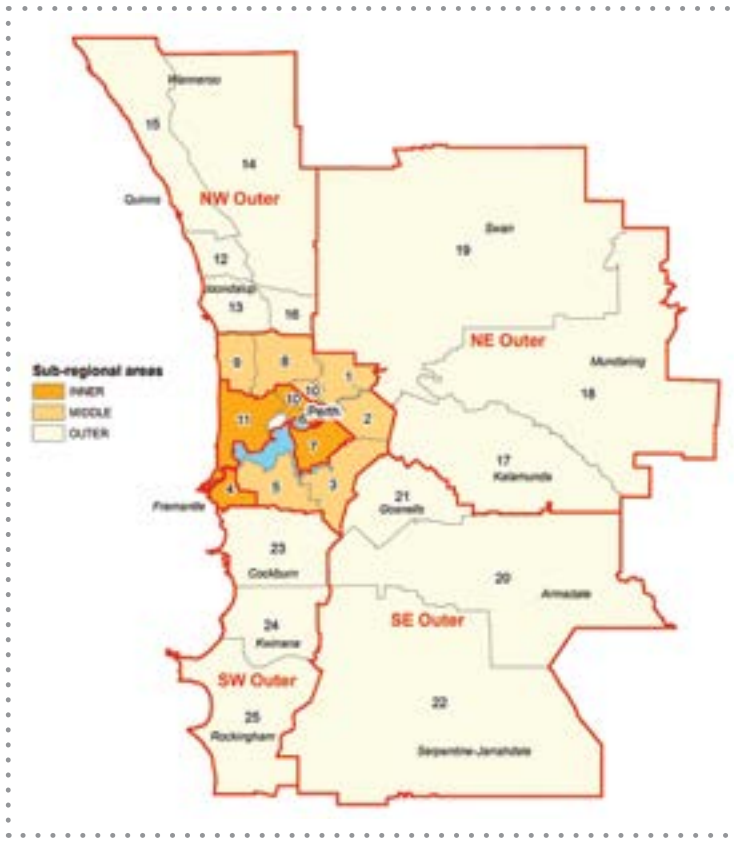 Wanneroo
15
14
Quinns
NW Outer
Swan
19
12
Joondalup
13
16
NE Outer
Mundaring
Sub-regional areas
INNER
MIDDLE
OUTER
9
8
1
10
10
18
11
6
Perth
2
7
17
Kalamunda
4
5
3
21
Gosnells
Fremantle
23
Cockburn
20
Armadale
24
Kwinana
SE Outer
SW Outer
25
Rockingham
22
Serpentine-Jarrahdale